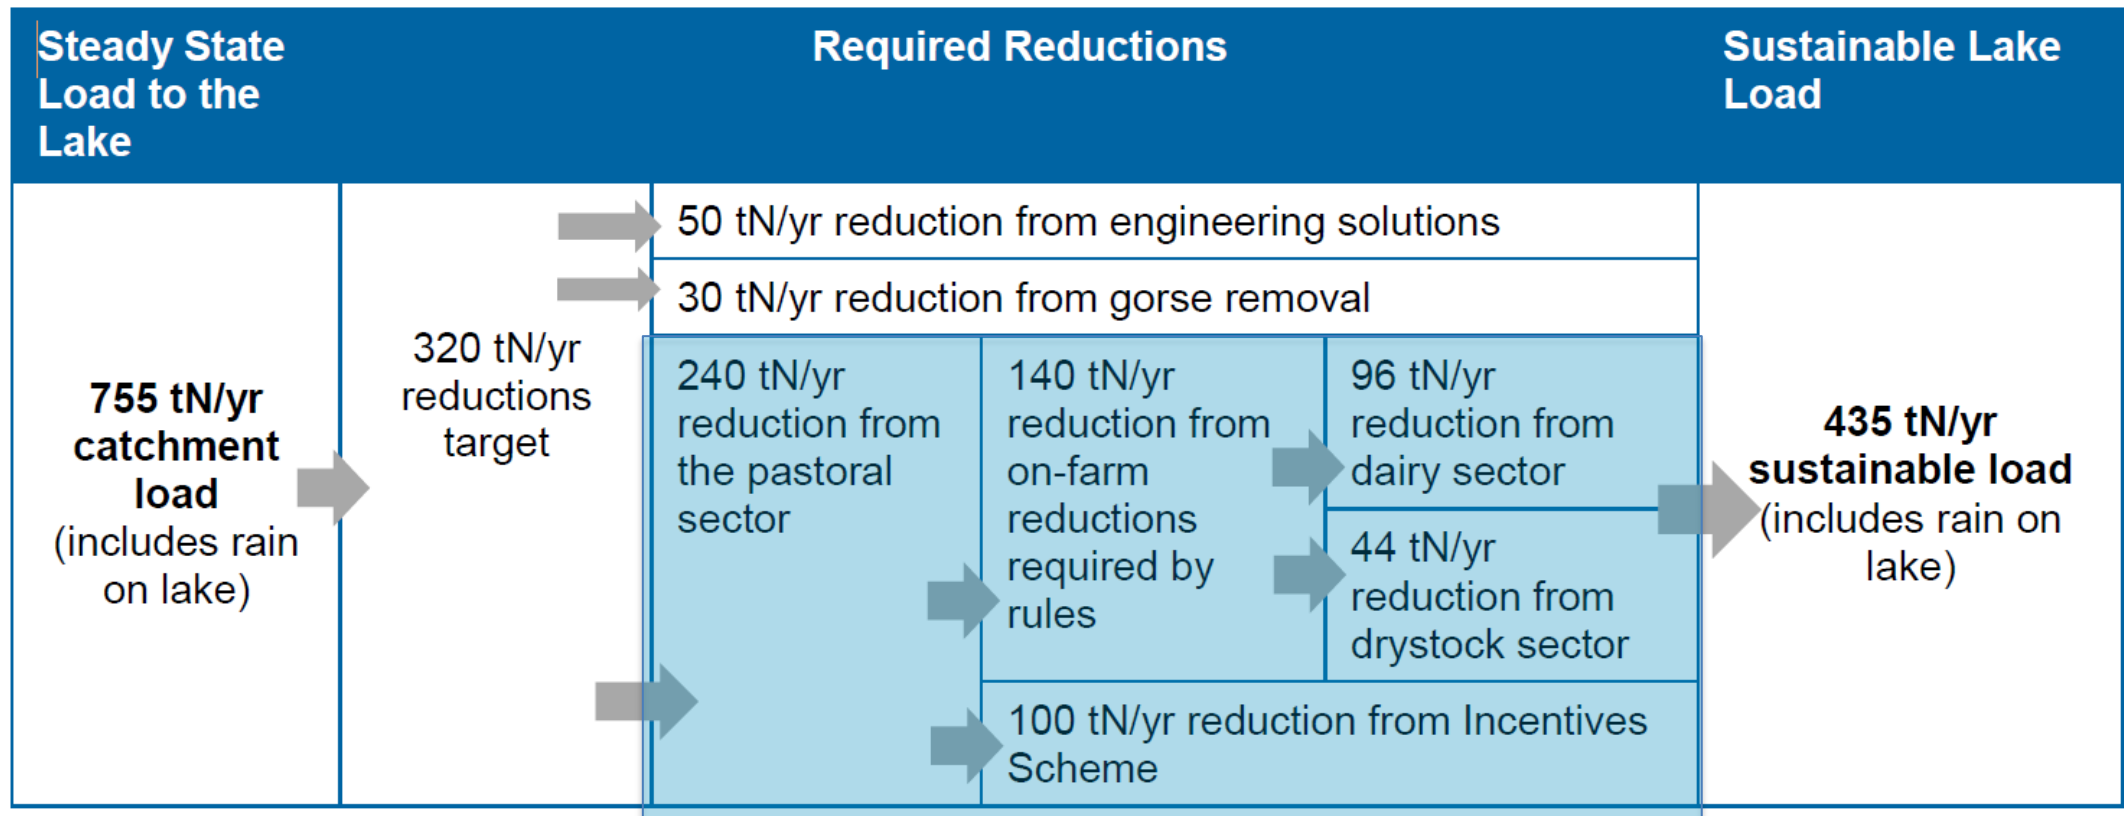 Steady State
Load to the
Lake
Required Reductions
Sustainable Lake
Load
755 tN/yr
catchment
load
(includes rain
on lake)
320 tN/yr
reductions
target
50 tN/yr reduction from engineering solutions
30 tN/yr reduction from gorse removal
240 tN/yr
reduction from
the pastoral
sector
140 tN/yr
reduction from
on-farm
reductions
required by
rules
96 tN/yr
reduction from
dairy sector
44 tN/yr
reduction from
drystock sector
100 tN/yr reduction from Incentives
Scheme
435 tN/yr
sustainable load
(includes rain on
lake)